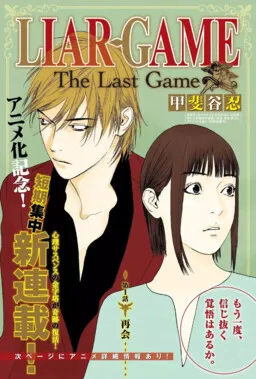 LIAR GAME
The Last Game
甲斐谷忍
アニメ化記念！
短期集中
新連載！！
第1話
再会
もう一度、
信じ抜く
覚悟はあるか。
次ページにアニメ詳細情報あり！